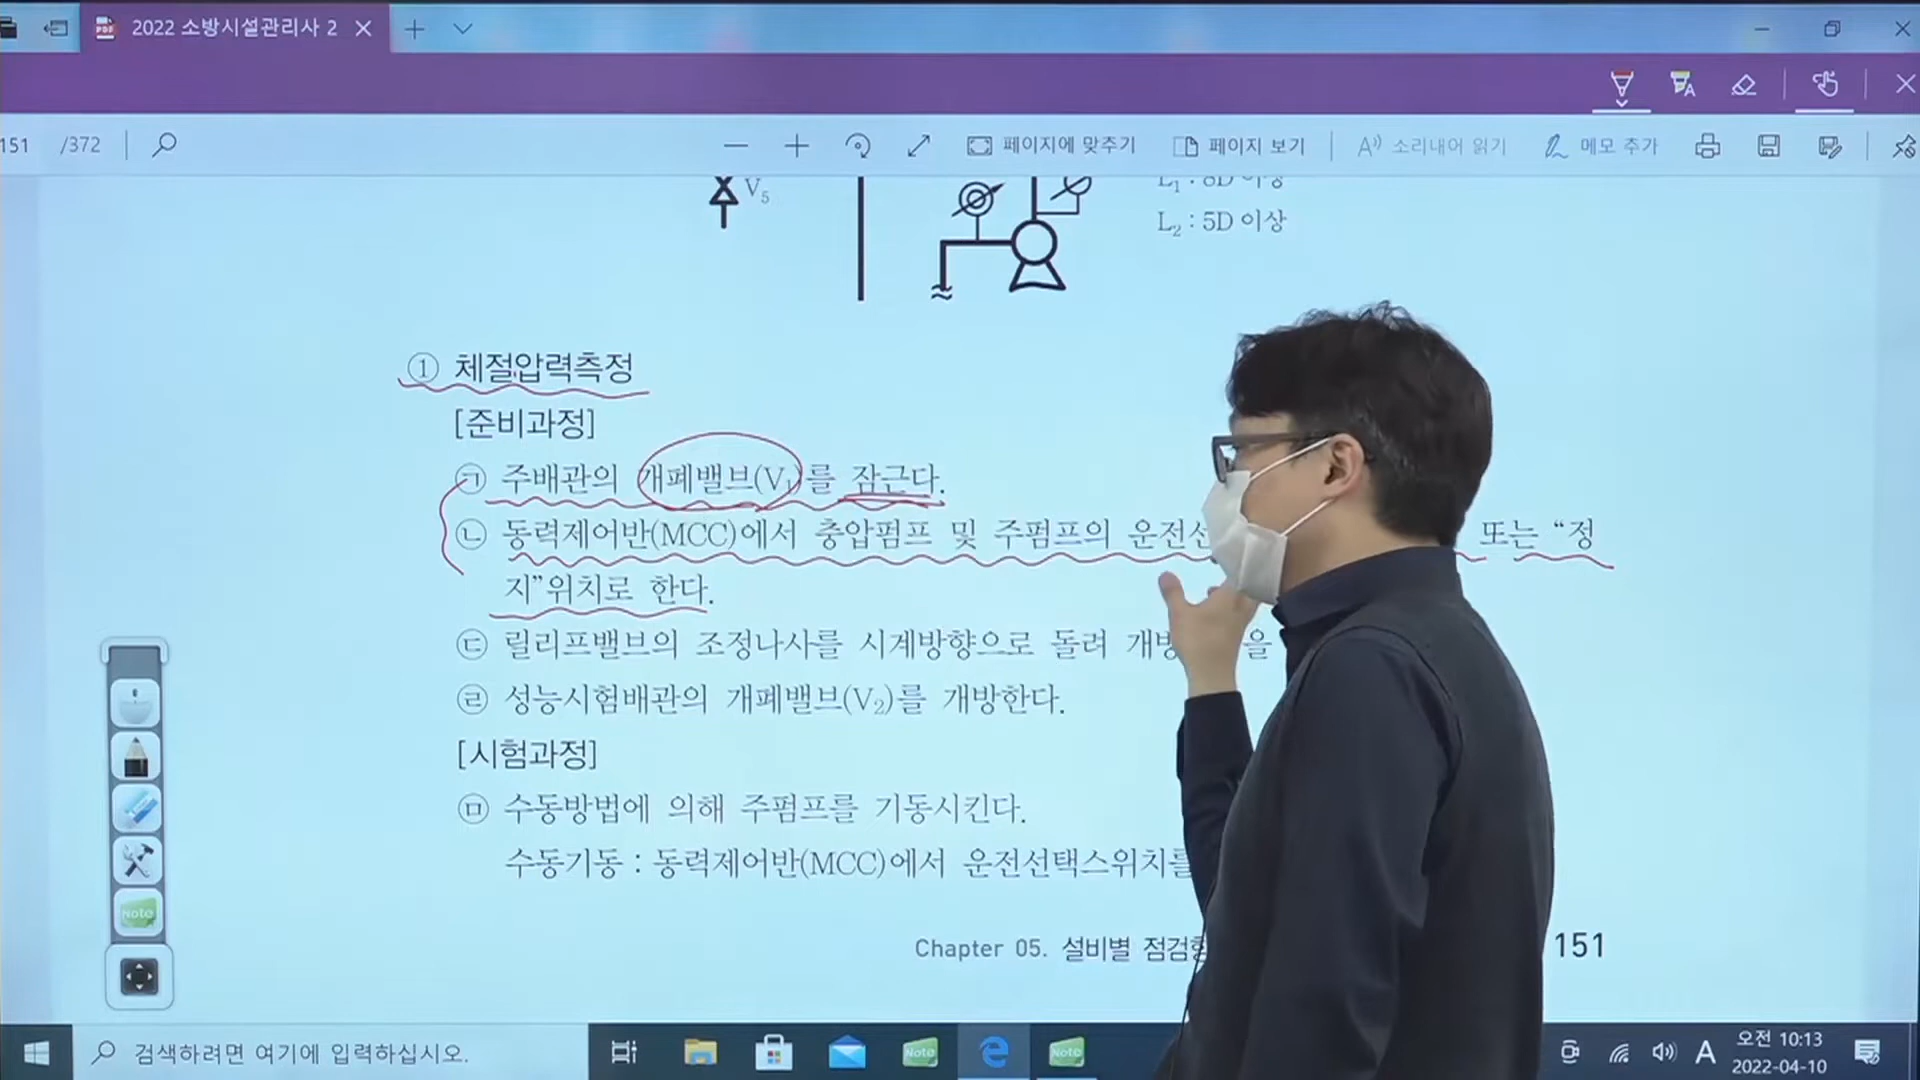 2022 소방시설관리사 2
151 /372
페이지에 맞추기
페이지 보기
소리내어 읽기
메모 추가
V5
L1 : 8D 이상
L2 : 5D 이상
① 체절압력측정
[준비과정]
㉠ 주배관의 개폐밸브(V1)를 잠근다.
㉡ 동력제어반(MCC)에서 충압펌프 및 주펌프의 또는 “정
지”위치로 한다.
㉢ 릴리프밸브의 조정나사를 시계방향으로 돌려
㉣ 성능시험배관의 개폐밸브(V2)를 개방한다.
[시험과정]
㉤ 수동방법에 의해 주펌프를 기동시킨다.
수동기동 : 동력제어반(MCC)에서 운전선택스위치를
Chapter 05. 설비별 151
Note
검색하려면 여기에 입력하십시오.
Note
Note
A
오전 10:13
2022-04-10